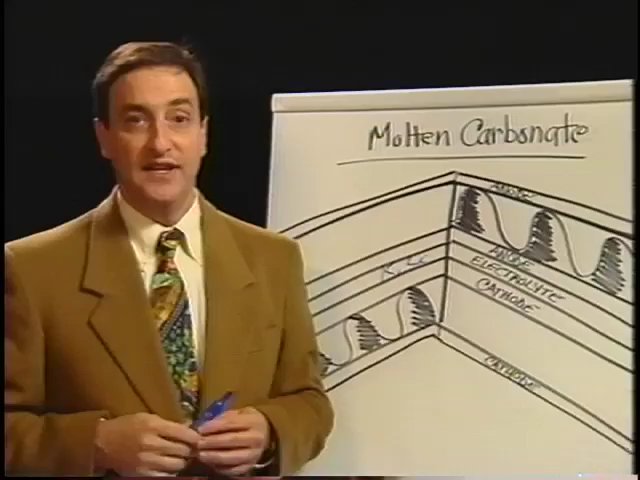 Molten Carbonate
ANODE
ANODE
ELECTROLYTE
CATHODE
CATHODE